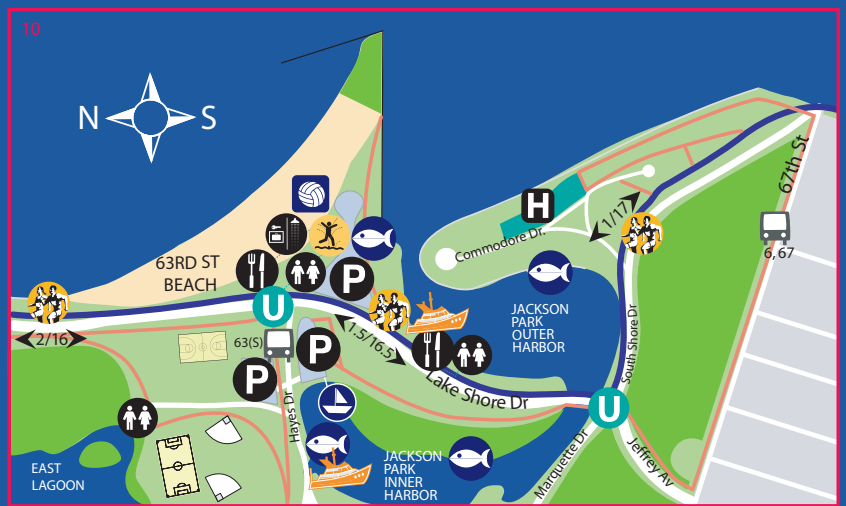 10
N
S
63RD ST
BEACH
2/16
63(S)
P
P
P
U
1.5/16.5
Lake Shore Dr
Hayes Dr
H
Commodore Dr.
1/17
67th St
6, 67
JACKSON
PARK
OUTER
HARBOR
South Shore Dr
U
Marquette Dr
Jeffrey Av
EAST
LAGOON
JACKSON
PARK
INNER
HARBOR